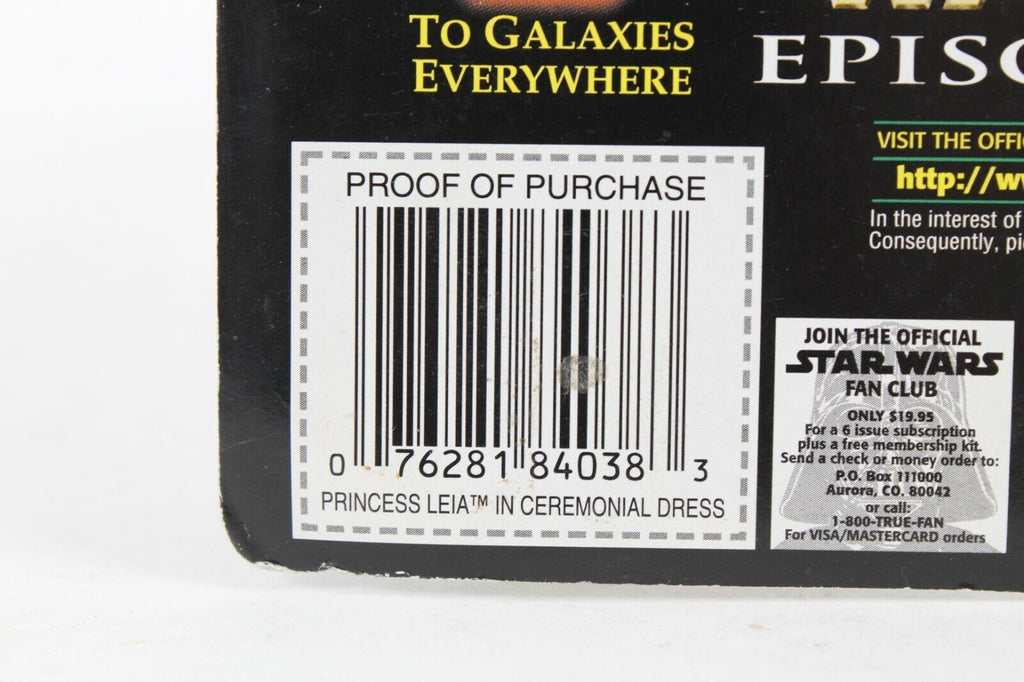 TO GALAXIES
EVERYWHERE
EPISO
VISIT THE OFFI
http://w
In the interest of
Consequently, pi
PROOF OF PURCHASE
0 76281 84038 3
PRINCESS LEIA™ IN CEREMONIAL DRESS
JOIN THE OFFICIAL
STAR WARS
FAN CLUB
ONLY $19.95
For a 6 issue subscription
plus a free membership kit.
Send a check or money order to:
P.O. Box 111000
Aurora, CO. 80042
or call:
1-800-TRUE-FAN
For VISA/MASTERCARD orders